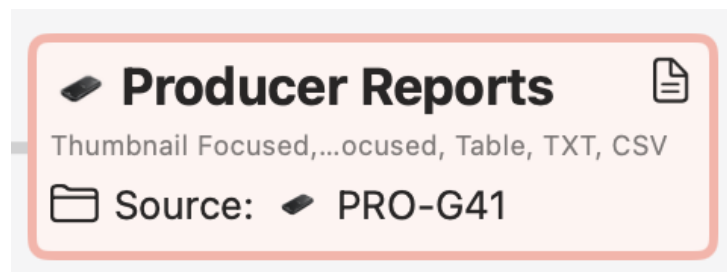 Producer Reports
Thumbnail Focused,...ocused, Table, TXT, CSV
Source: PRO-G41